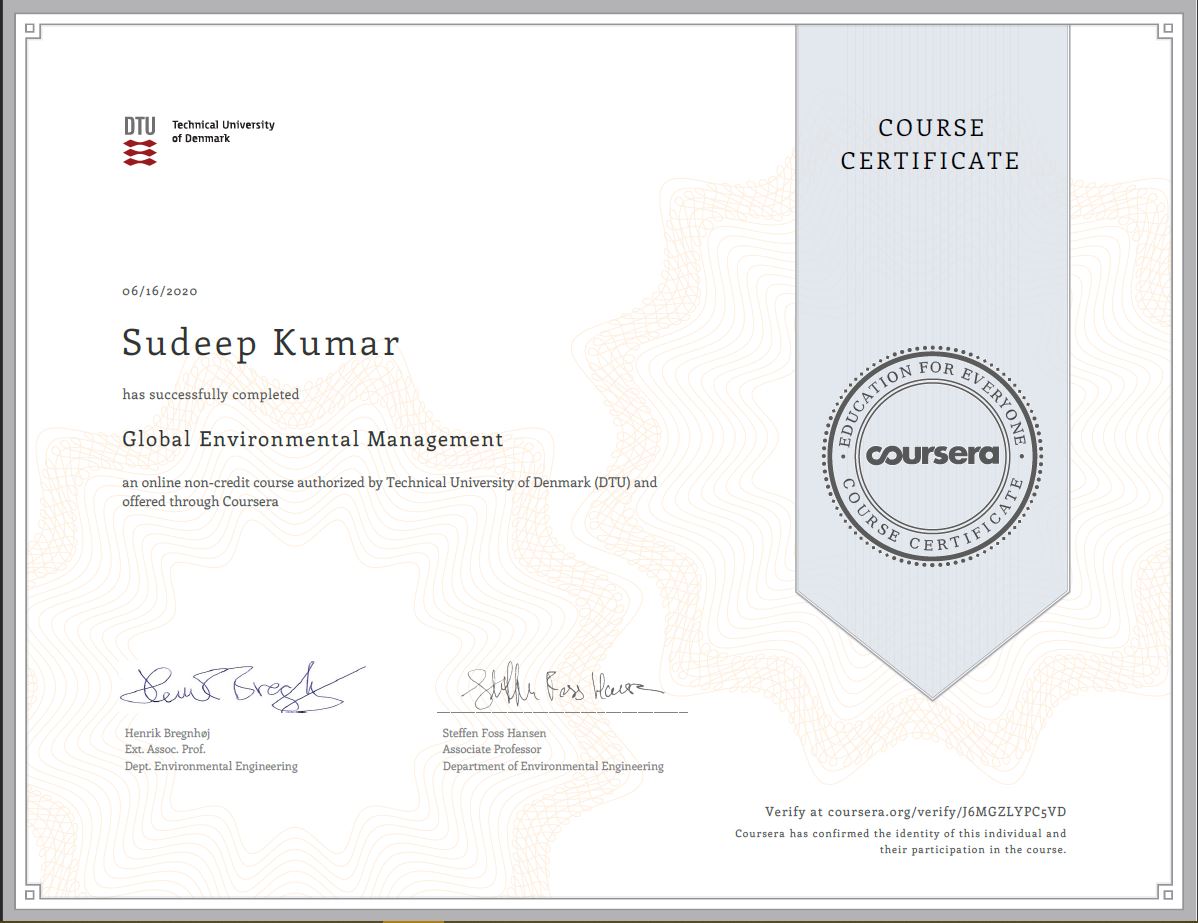 DTU
Technical University
of Denmark
COURSE
CERTIFICATE
06/16/2020
Sudeep Kumar
has successfully completed
Global Environmental Management
an online non-credit course authorized by Technical University of Denmark (DTU) and
offered through Coursera
EDUCATION FOR EVERYONE
coursera
COURSE CERTIFICATE
Henrik Bregnhøj
Ext. Assoc. Prof.
Dept. Environmental Engineering
Steffen Foss Hansen
Associate Professor
Department of Environmental Engineering
Verify at coursera.org/verify/J6MGZLYPC5VD
Coursera has confirmed the identity of this individual and
their participation in the course.